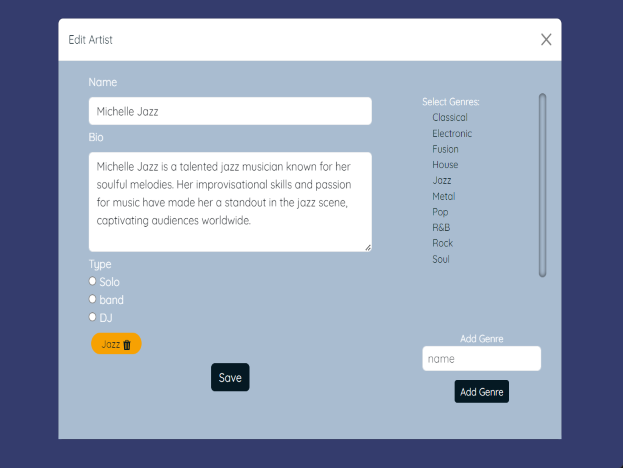 Edit Artist
Name
Michelle Jazz
Bio
Michelle Jazz is a talented jazz musician known for her
soulful melodies. Her improvisational skills and passion
for music have made her a standout in the jazz scene,
captivating audiences worldwide.
Type
Solo
band
DJ
Jazz
Save
Select Genres:
Classical
Electronic
Fusion
House
Jazz
Metal
Pop
R&B
Rock
Soul
Add Genre
name
Add Genre